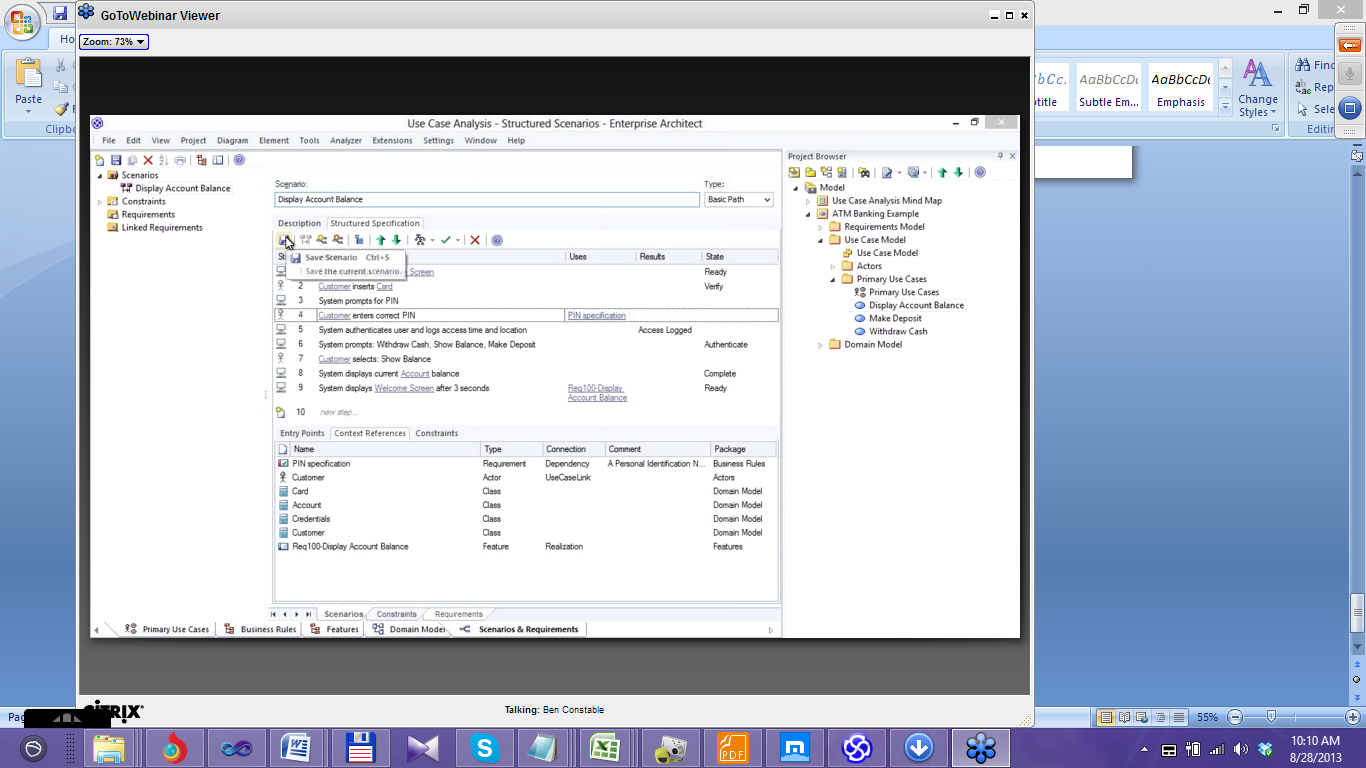 GoToWebinar Viewer
Zoom: 73%
Paste
AaBbCcDc
Subtle Em...
AaBbCcDc
Emphasis
Change
Styles
Use Case Analysis - Structured Scenarios - Enterprise Architect
File Edit View Project Diagram Element Tools Analyzer Extensions Settings Window Help
Scenarios
Display Account Balance
Constraints
Requirements
Linked Requirements
Scenario:
Type:
Display Account Balance
Basic Path
Description
Structured Specification
Save Scenario Ctrl+S
Save the current scenario.
Uses Results State
Screen Ready
2 Customer inserts Card Verify
3 System prompts for PIN
4 Customer enters correct PIN PIN specification
5 System authenticates user and logs access time and location Access Logged
6 System prompts: Withdraw Cash, Show Balance, Make Deposit Authenticate
7 Customer selects: Show Balance
8 System displays current Account balance Complete
9 System displays Welcome Screen after 3 seconds Req100-Display Account Balance Ready
10 new step...
Entry Points Context References Constraints
Name Type Connection Comment Package
PIN specification Requirement Dependency A Personal Identification N... Business Rules
Customer Actor UseCaseLink Actors
Card Class Domain Model
Account Class Domain Model
Credentials Class Domain Model
Customer Class Domain Model
Req100-Display Account Balance Feature Realization Features
Scenarios Constraints Requirements
Primary Use Cases Business Rules Features Domain Model Scenarios & Requirements
Project Browser
Model
Use Case Analysis Mind Map
ATM Banking Example
Requirements Model
Use Case Model
Use Case Model
Actors
Primary Use Cases
Primary Use Cases
Display Account Balance
Make Deposit
Withdraw Cash
Domain Model
Talking: Ben Constable
55%
PDF
10:10 AM
8/28/2013